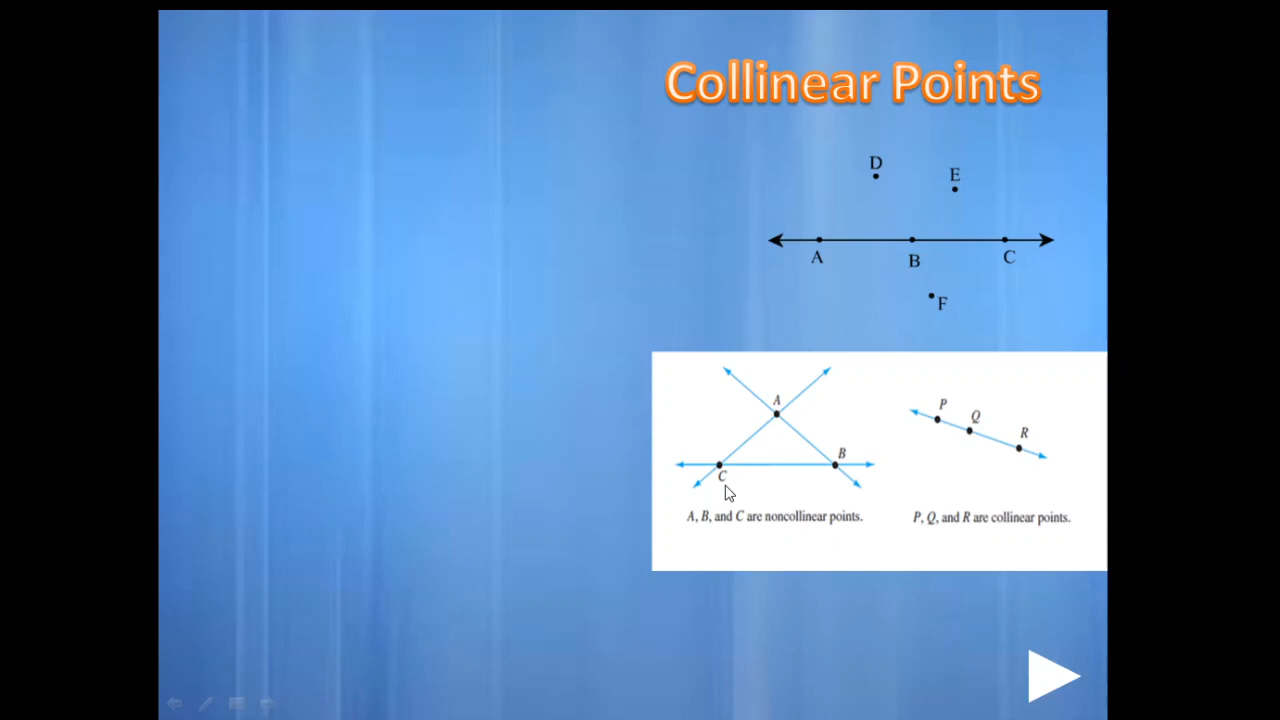 Collinear Points
D
E
A
B
C
F
A
B
C
P
Q
R
A, B, and C are noncollinear points.
P, Q, and R are collinear points.